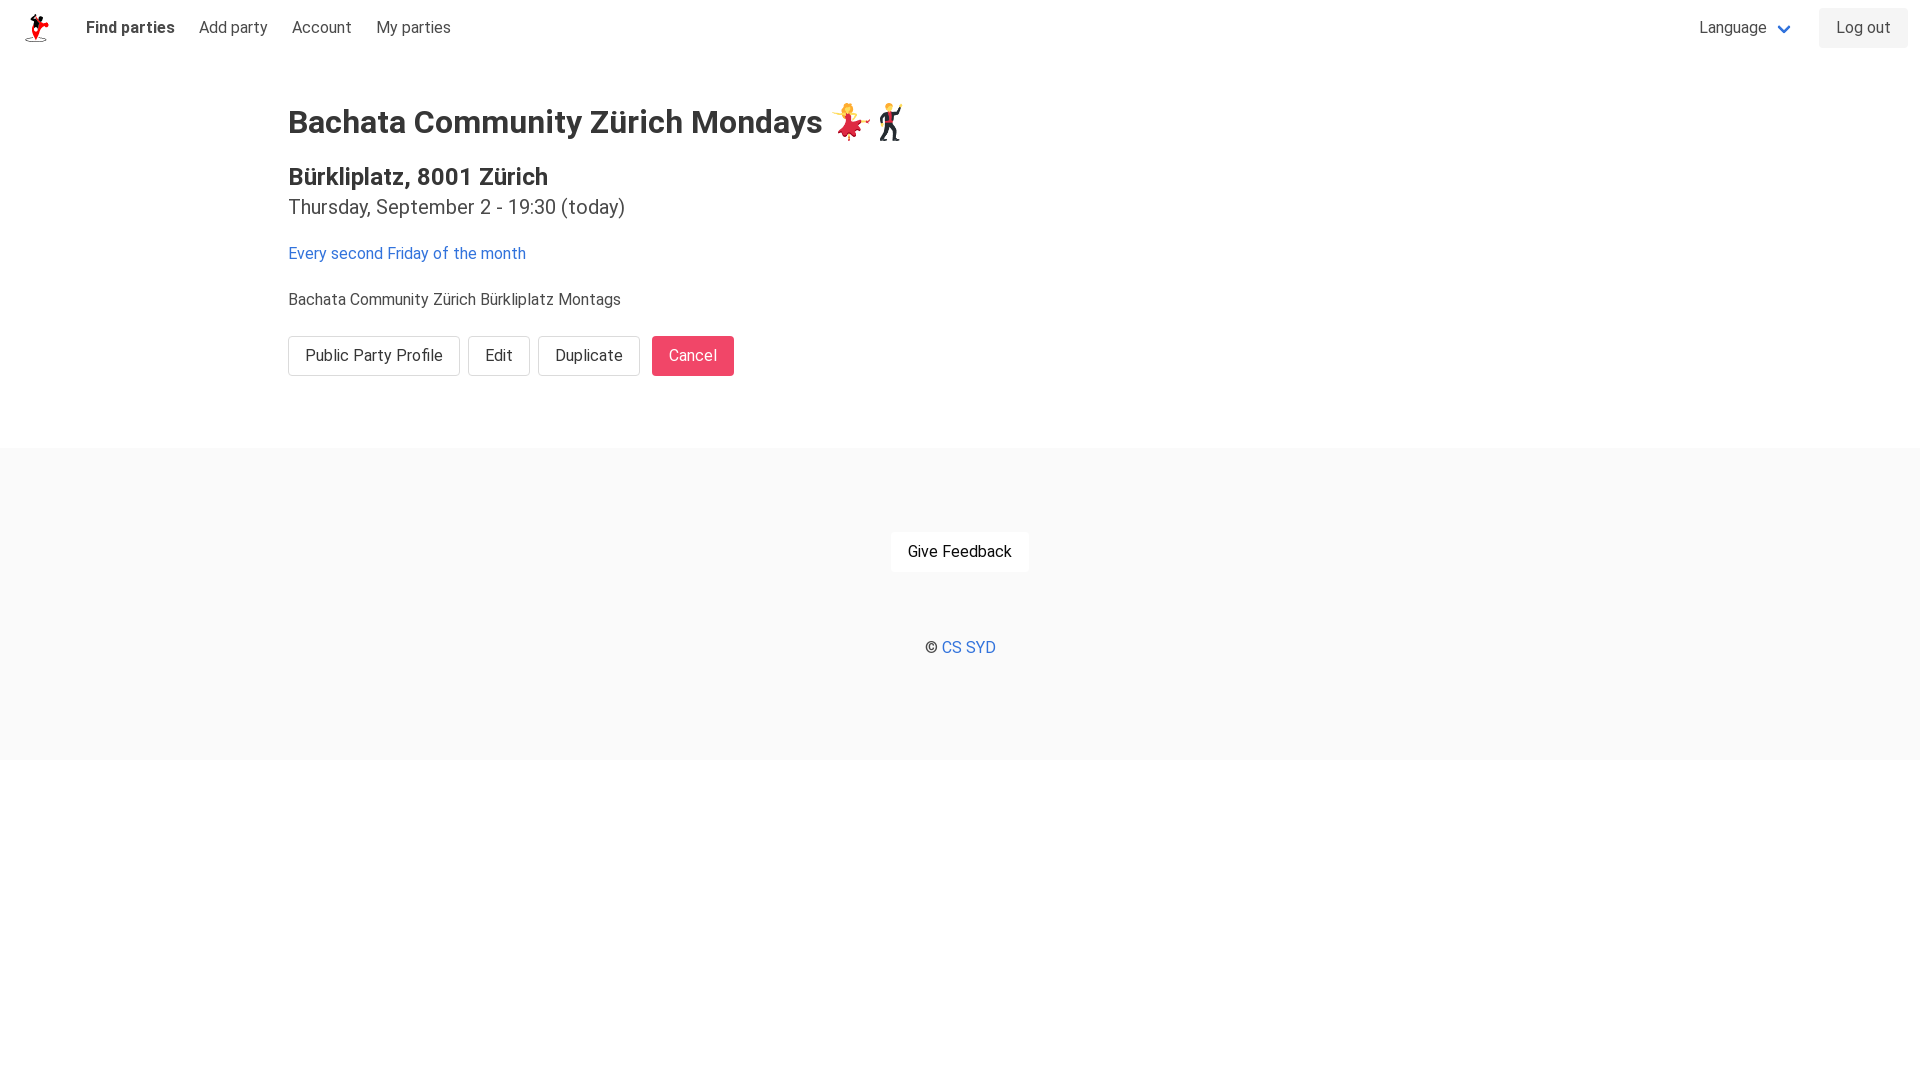 Find parties
Add party
Account
My parties
Language
Log out
Bachata Community Zürich Mondays 💃🕺
Bürkliplatz, 8001 Zürich
Thursday, September 2 - 19:30 (today)
Every second Friday of the month
Bachata Community Zürich Bürkliplatz Montags
Public Party Profile
Edit
Duplicate
Cancel
Give Feedback
© CS SYD